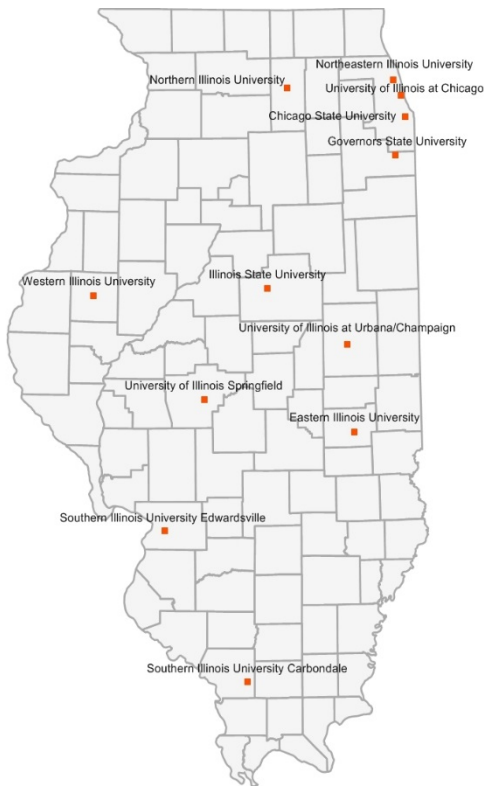 Northeastern Illinois University
Northern Illinois University
University of Illinois at Chicago
Chicago State University
Governors State University
Illinois State University
Western Illinois University
University of Illinois at Urbana/Champaign
University of Illinois Springfield
Eastern Illinois University
Southern Illinois University Edwardsville
Southern Illinois University Carbondale